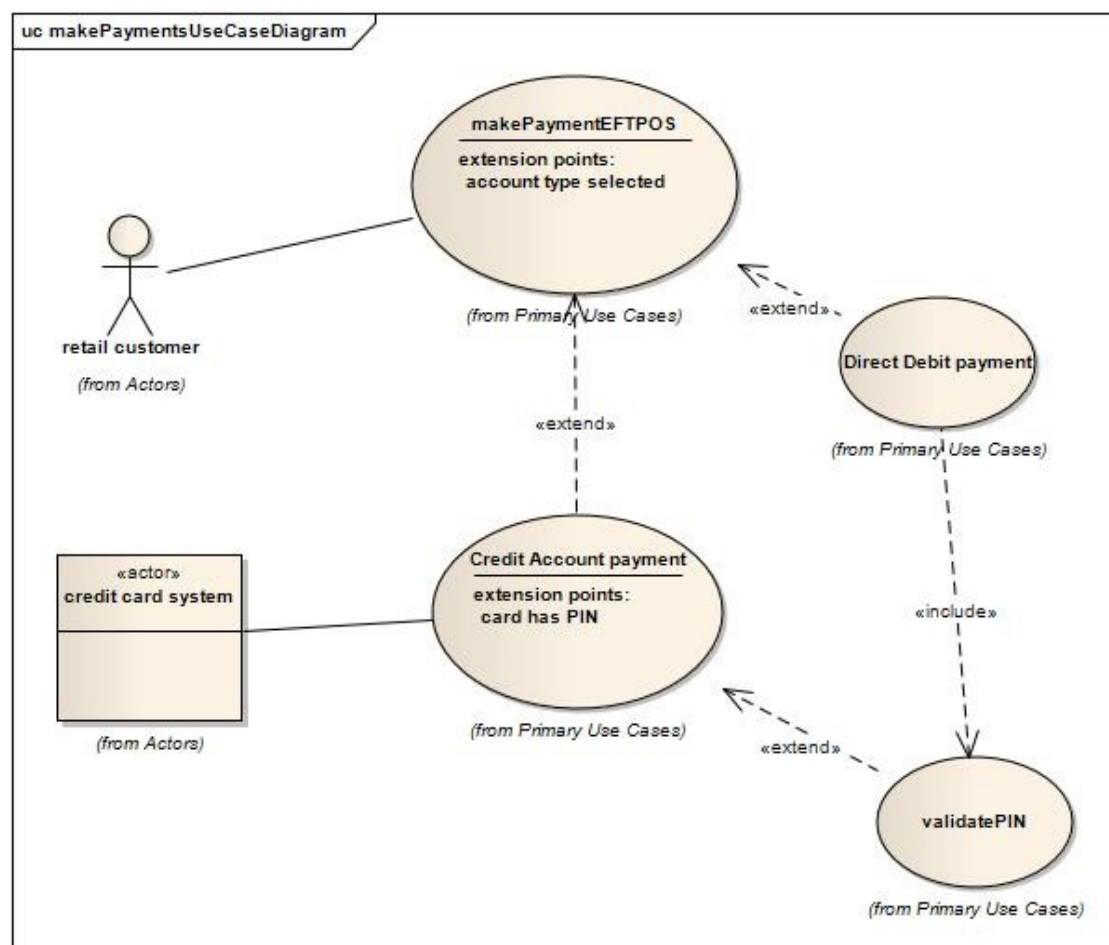 uc makePaymentsUseCaseDiagram
makePaymentEFTPOS
extension points:
account type selected
(from Primary Use Cases)
retail customer
(from Actors)
«extend»
Direct Debit payment
(from Primary Use Cases)
«extend»
«actor»
credit card system
(from Actors)
Credit Account payment
extension points:
card has PIN
(from Primary Use Cases)
«include»
«extend»
validatePIN
(from Primary Use Cases)